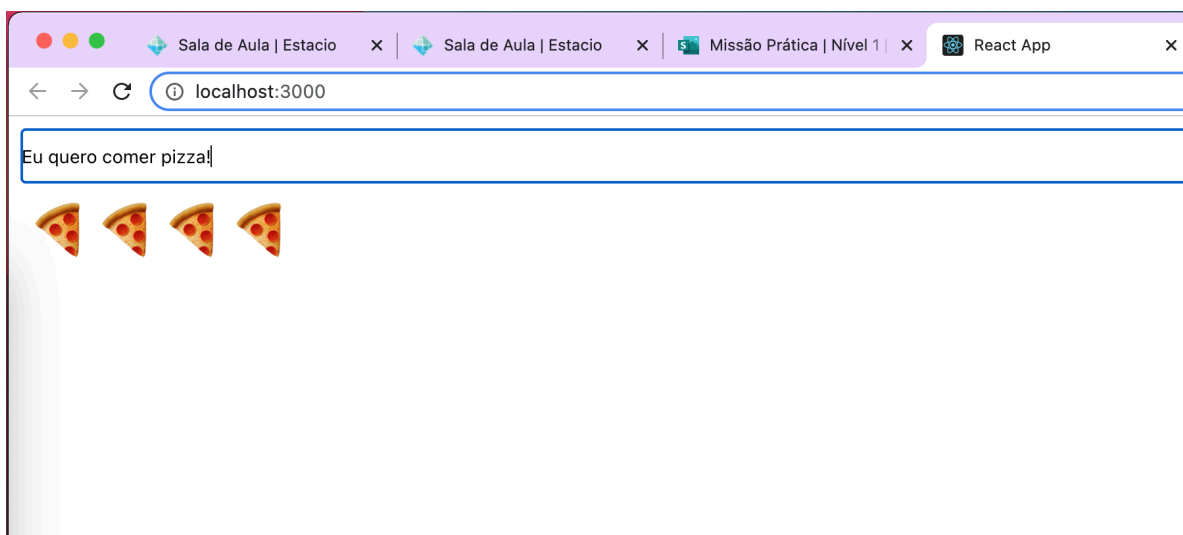 Sala de Aula | Estacio
Sala de Aula | Estacio
Missão Prática | Nível 1 |
React App
localhost:3000
Eu quero comer pizza!